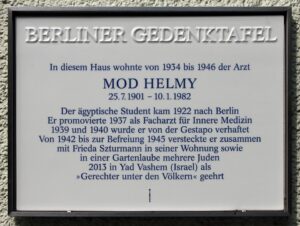 BERLINER GEDENKTAFEL
In diesem Haus wohnte von 1934 bis 1946 der Arzt
MOD HELMY
25.7.1901 – 10.1.1982
Der ägyptische Student kam 1922 nach Berlin
Er promovierte 1937 als Facharzt für Innere Medizin
1939 und 1940 wurde er von der Gestapo verhaftet
Von 1942 bis zur Befreiung 1945 versteckte er zusammen
mit Frieda Szturmann in seiner Wohnung sowie
in einer Gartenlaube mehrere Juden
2013 in Yad Vashem (Israel) als
»Gerechter unter den Völkern« geehrt